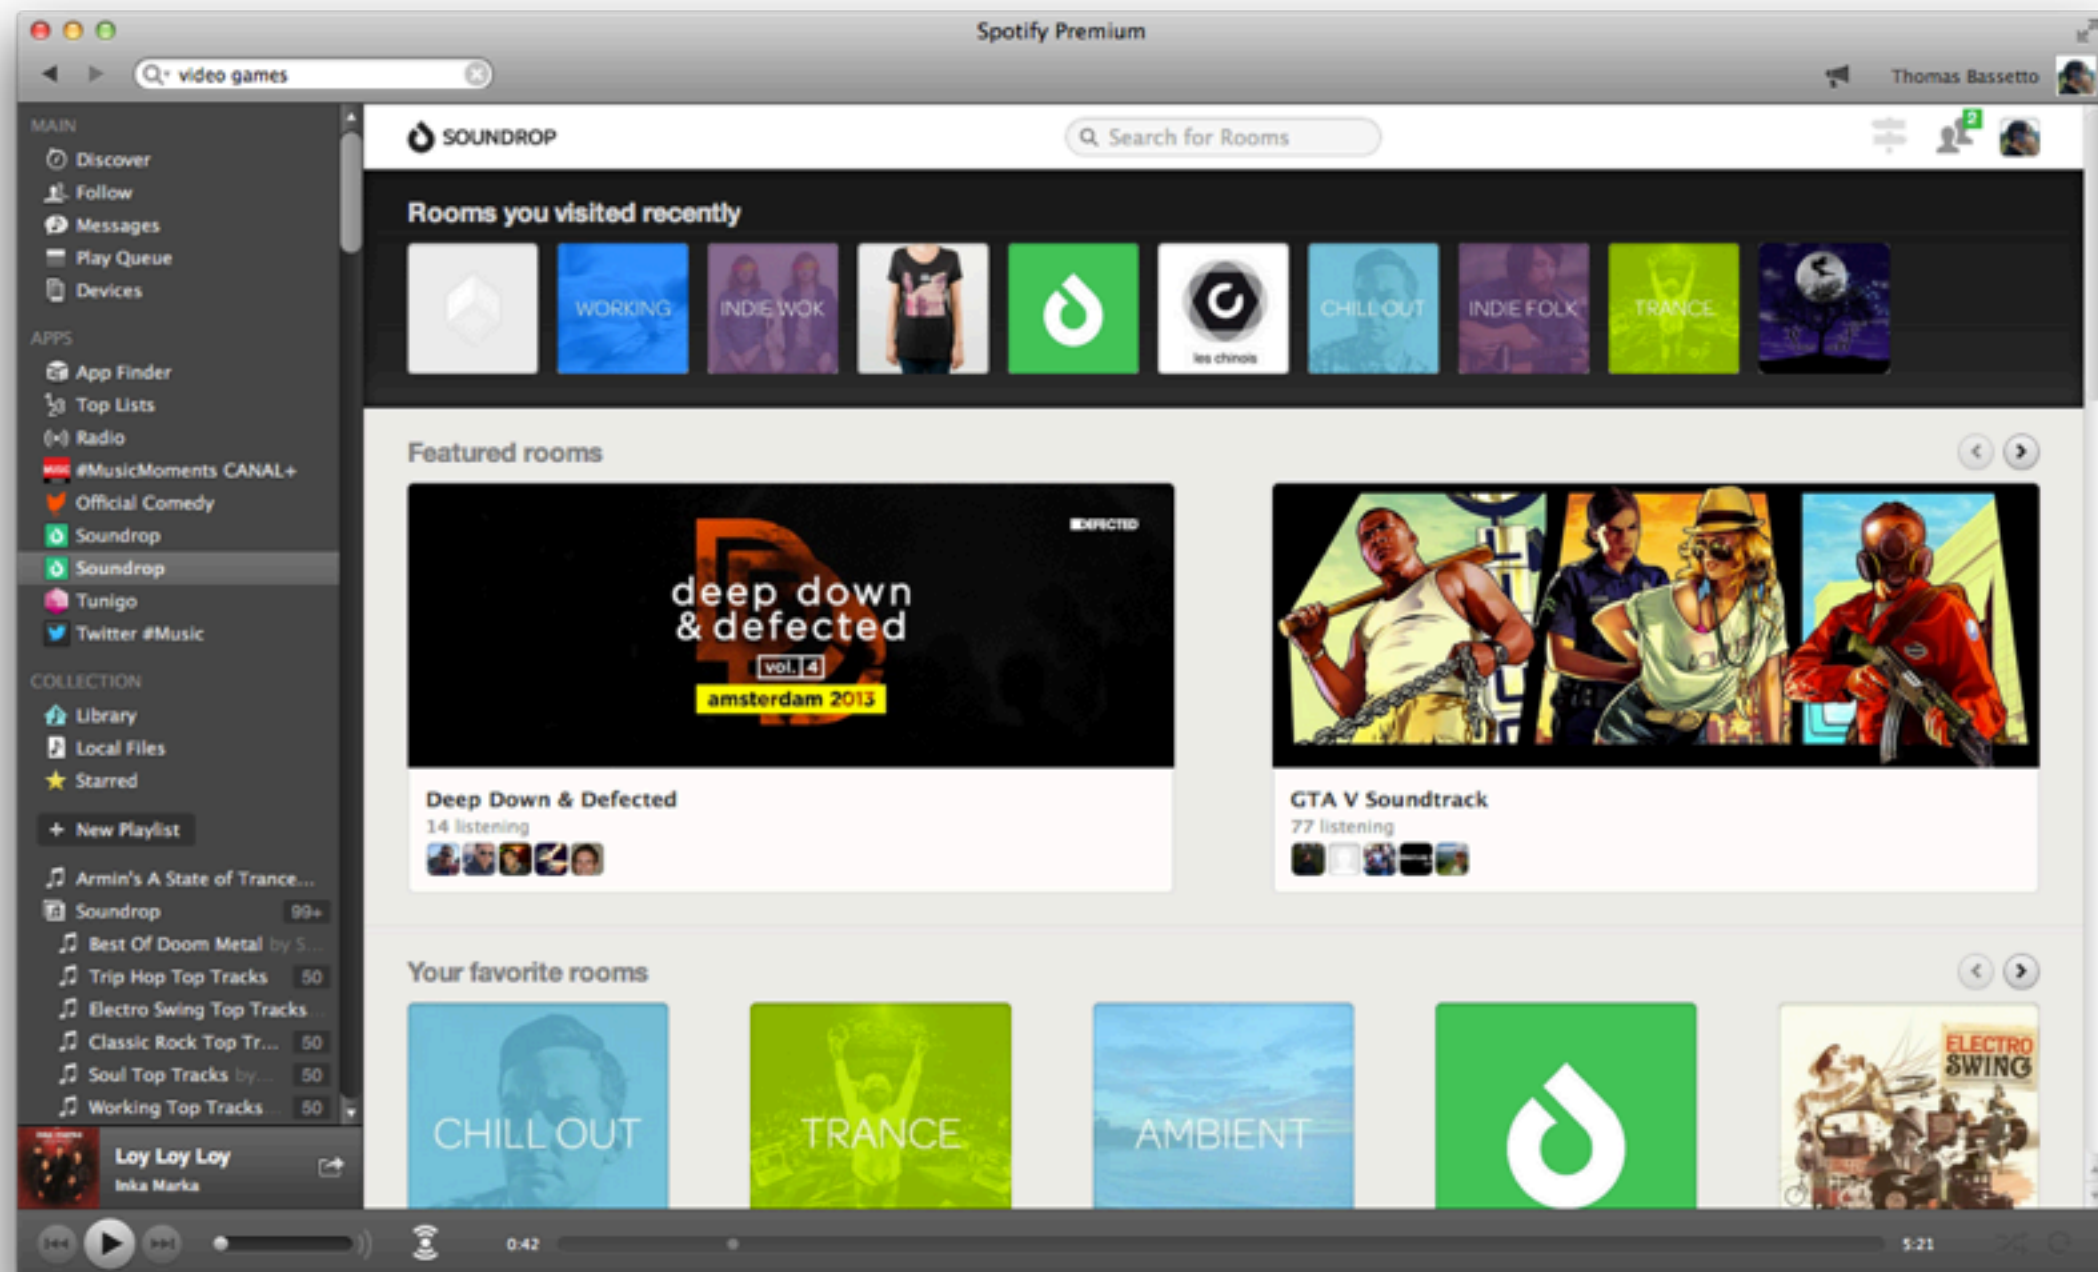 Spotify Premium
video games
Thomas Bassetto
MAIN
Discover
Follow
Messages
Play Queue
Devices
APPS
App Finder
Top Lists
Radio
#MusicMoments CANAL+
Official Comedy
Soundrop
Soundrop
Tunigo
Twitter #Music
COLLECTION
Library
Local Files
Starred
+ New Playlist
Armin's A State of Trance...
Soundrop 99+
Best Of Doom Metal by S...
Trip Hop Top Tracks 50
Electro Swing Top Tracks...
Classic Rock Top Tr... 50
Soul Top Tracks by... 50
Working Top Tracks... 50
Loy Loy Loy
Inka Marka
SOUNDROP
Search for Rooms
2
Rooms you visited recently
WORKING
INDIE WOK
les chinois
CHILL OUT
INDIE FOLK
TRANCE
Featured rooms
DEFECTED
deep down
& defected
vol. 4
amsterdam 2013
Deep Down & Defected
14 listening
GTA V Soundtrack
77 listening
Your favorite rooms
CHILL OUT
TRANCE
AMBIENT
ELECTRO
SWING
0:42
5:21